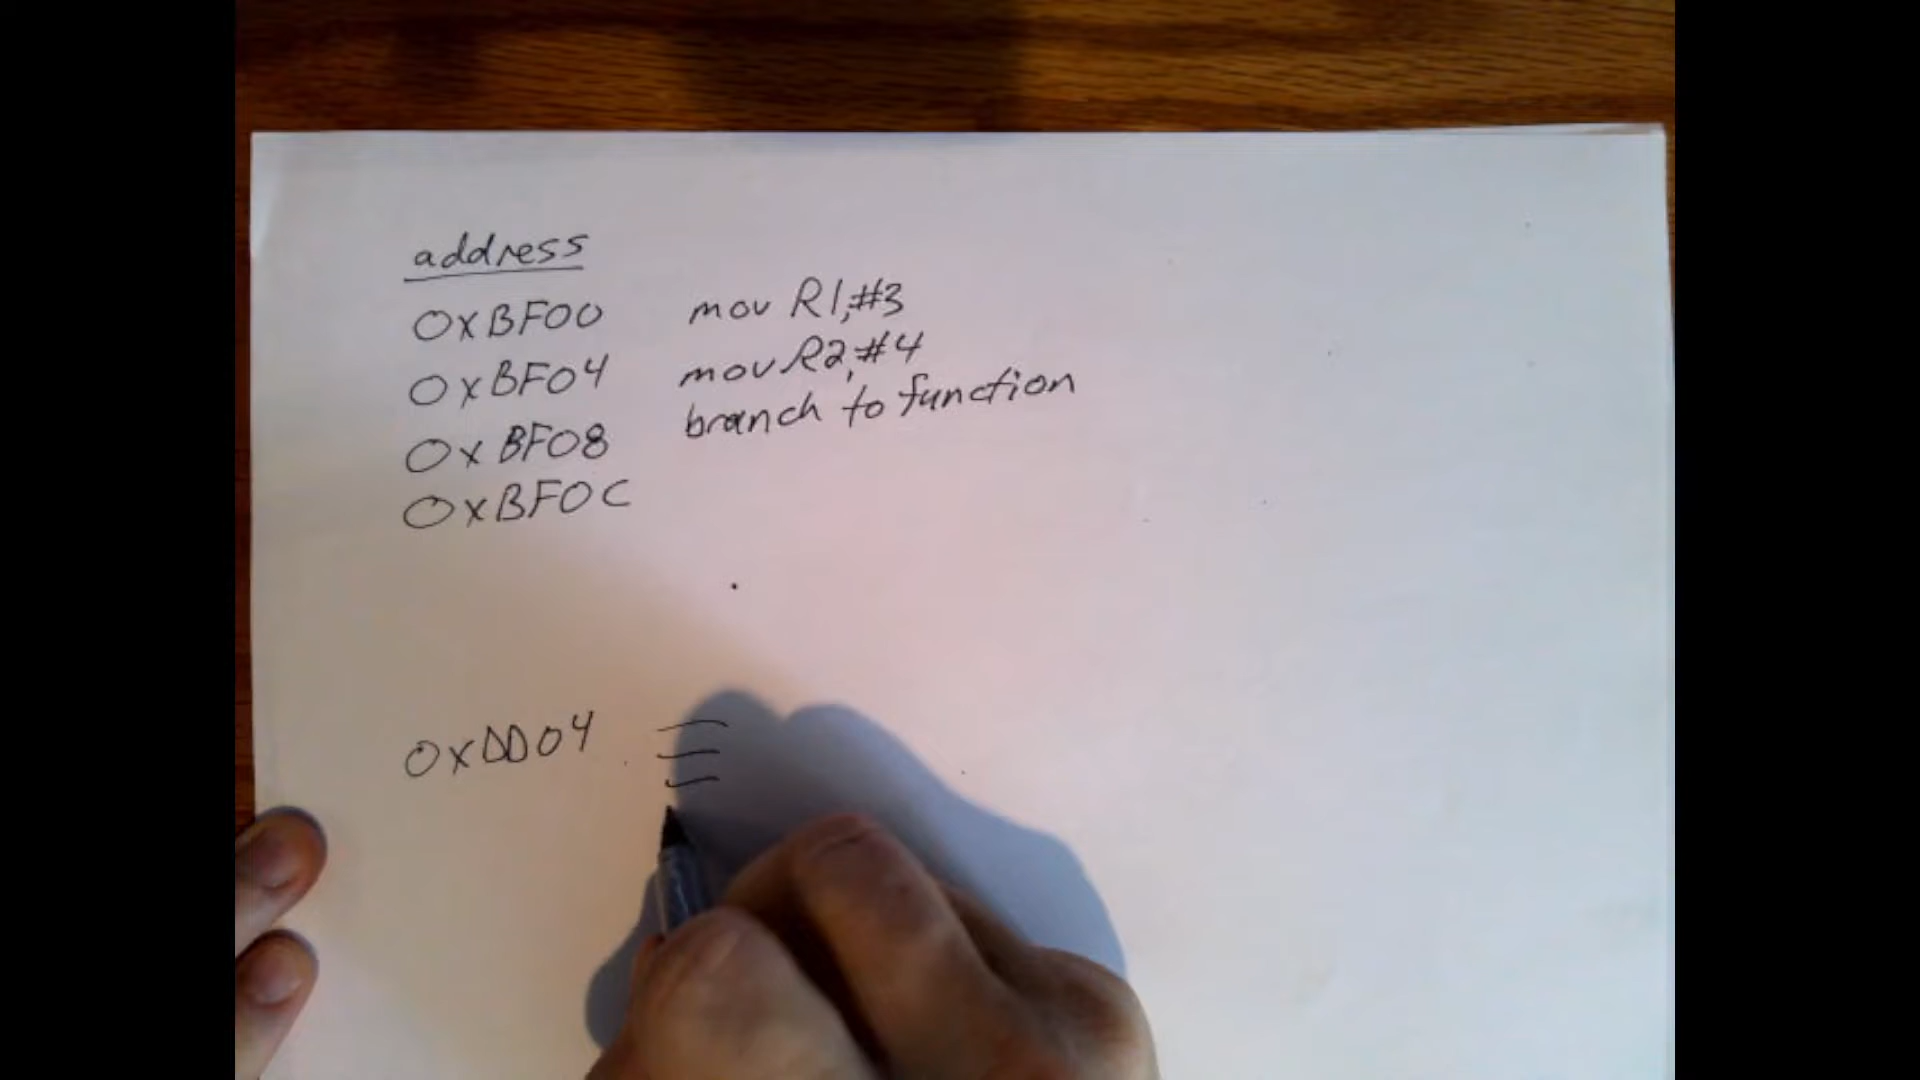 address
0xBF00 mov R1,#3
0xBF04 mov R2,#4
0xBF08 branch to function
0xBF0C
0xDD04